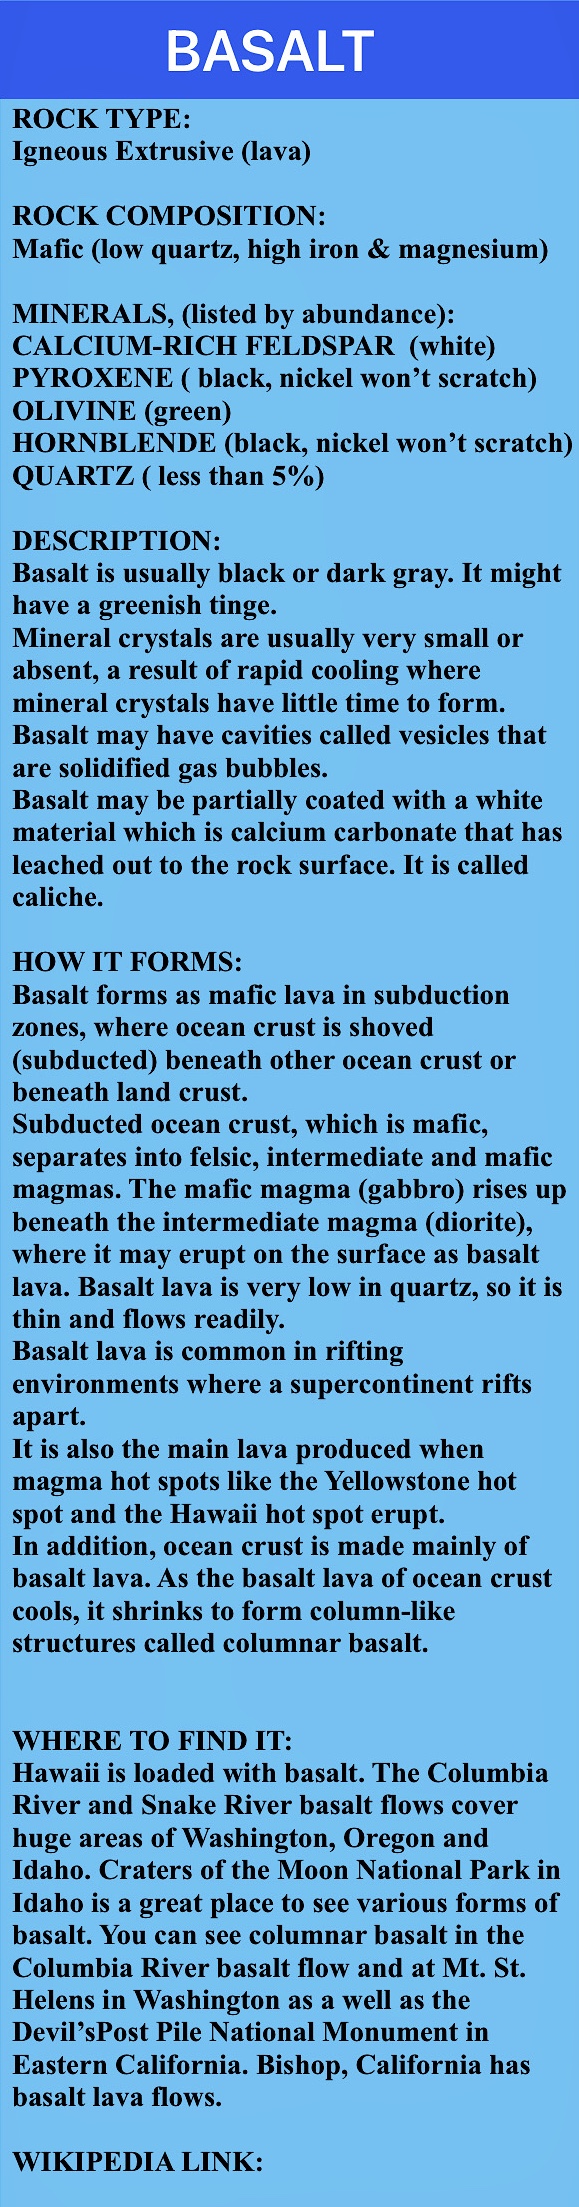 BASALT
ROCK TYPE:
Igneous Extrusive (lava)
ROCK COMPOSITION:
Mafic (low quartz, high iron & magnesium)
MINERALS, (listed by abundance):
CALCIUM-RICH FELDSPAR  (white)
PYROXENE ( black, nickel won’t scratch)
OLIVINE (green)
HORNBLENDE (black, nickel won’t scratch)
QUARTZ ( less than 5%)
DESCRIPTION:
Basalt is usually black or dark gray. It might
have a greenish tinge.
Mineral crystals are usually very small or
absent, a result of rapid cooling where
mineral crystals have little time to form.
Basalt may have cavities called vesicles that
are solidified gas bubbles.
Basalt may be partially coated with a white
material which is calcium carbonate that has
leached out to the rock surface. It is called
caliche.
HOW IT FORMS:
Basalt forms as mafic lava in subduction
zones, where ocean crust is shoved
(subducted) beneath other ocean crust or
beneath land crust.
Subducted ocean crust, which is mafic,
separates into felsic, intermediate and mafic
magmas. The mafic magma (gabbro) rises up
beneath the intermediate magma (diorite),
where it may erupt on the surface as basalt
lava. Basalt lava is very low in quartz, so it is
thin and flows readily.
Basalt lava is common in rifting
environments where a supercontinent rifts
apart.
It is also the main lava produced when
magma hot spots like the Yellowstone hot
spot and the Hawaii hot spot erupt.
In addition, ocean crust is made mainly of
basalt lava. As the basalt lava of ocean crust
cools, it shrinks to form column-like
structures called columnar basalt.
WHERE TO FIND IT:
Hawaii is loaded with basalt. The Columbia
River and Snake River basalt flows cover
huge areas of Washington, Oregon and
Idaho. Craters of the Moon National Park in
Idaho is a great place to see various forms of
basalt. You can see columnar basalt in the
Columbia River basalt flow and at Mt. St.
Helens in Washington as a well as the
Devil’sPost Pile National Monument in
Eastern California. Bishop, California has
basalt lava flows.
WIKIPEDIA LINK: